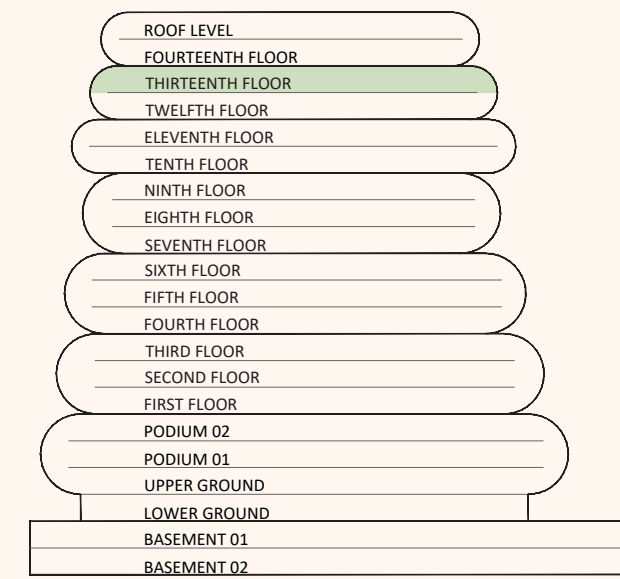 ROOF LEVEL
FOURTEENTH FLOOR
THIRTEENTH FLOOR
TWELFTH FLOOR
ELEVENTH FLOOR
TENTH FLOOR
NINTH FLOOR
EIGHTH FLOOR
SEVENTH FLOOR
SIXTH FLOOR
FIFTH FLOOR
FOURTH FLOOR
THIRD FLOOR
SECOND FLOOR
FIRST FLOOR
PODIUM 02
PODIUM 01
UPPER GROUND
LOWER GROUND
BASEMENT 01
BASEMENT 02